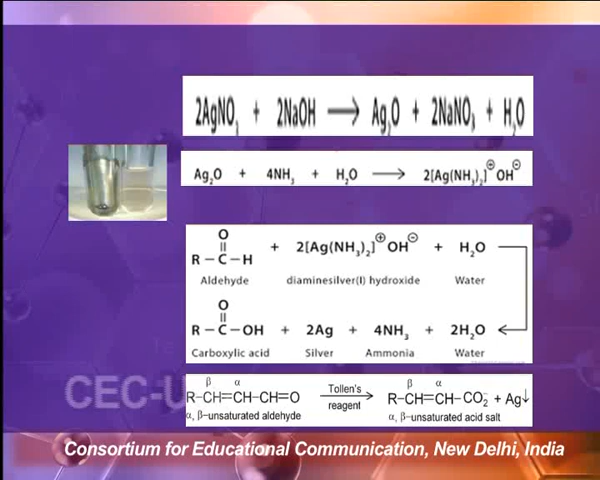 2AgNO₃ + 2NaOH ⟶ Ag₂O + 2NaNO₃ + H₂O
Ag₂O + 4NH₃ + H₂O ⟶ 2[Ag(NH₃)₂]⊖ OH⊖
O
R – C – H + 2[Ag(NH₃)₂]⊕ OH⊖ + H₂O
Aldehyde diaminesilver(I) hydroxide Water
O
R – C – OH + 2Ag + 4NH₃ + 2H₂O
Carboxylic acid Silver Ammonia Water
β α Tollen's β α
R–CH=CH–CH=O ⟶ R–CH=CH–CO₂⁻ + Ag↓
reagent
α, β–unsaturated aldehyde α, β–unsaturated acid salt
CEC-U
Consortium for Educational Communication, New Delhi, India